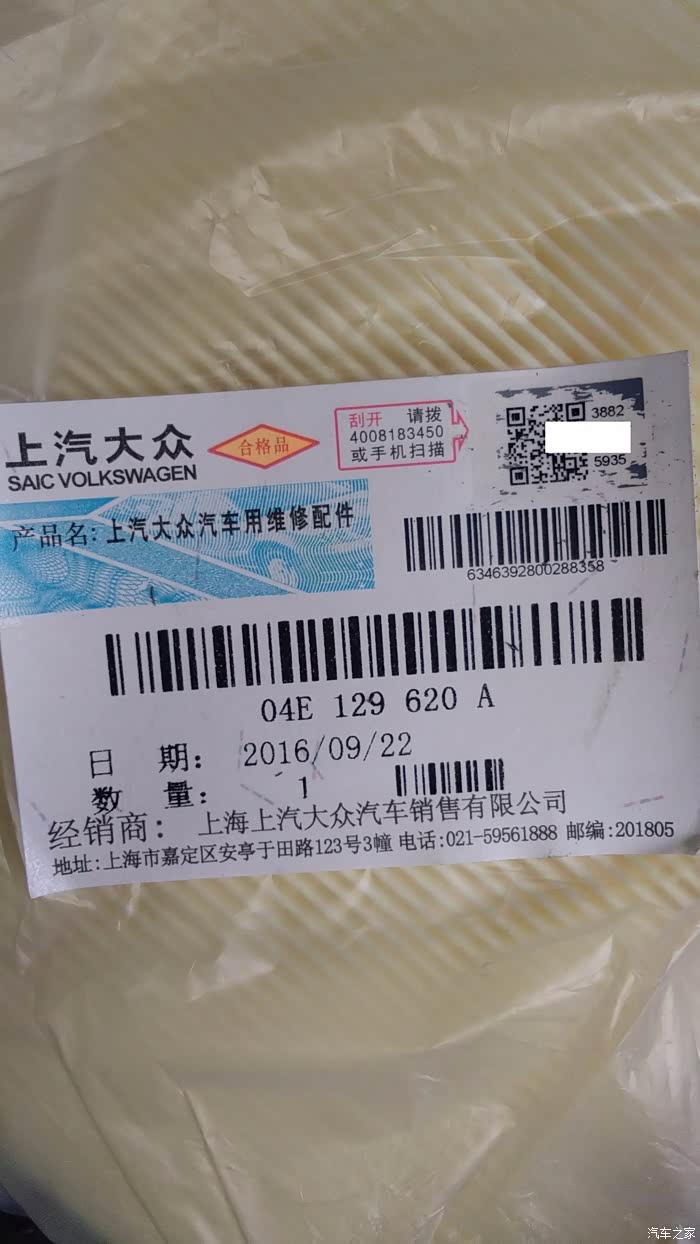 上汽大众
SAIC VOLKSWAGEN
合格品
刮开 请拨
4008183450
或手机扫描
3882
5935
产品名:上汽大众汽车用维修配件
6346392800288358
04E 129 620 A
日 期: 2016/09/22
数 量: 1
经销商: 上海上汽大众汽车销售有限公司
地址:上海市嘉定区安亭于田路123号3幢 电话:021-59561888 邮编:201805
汽车之家